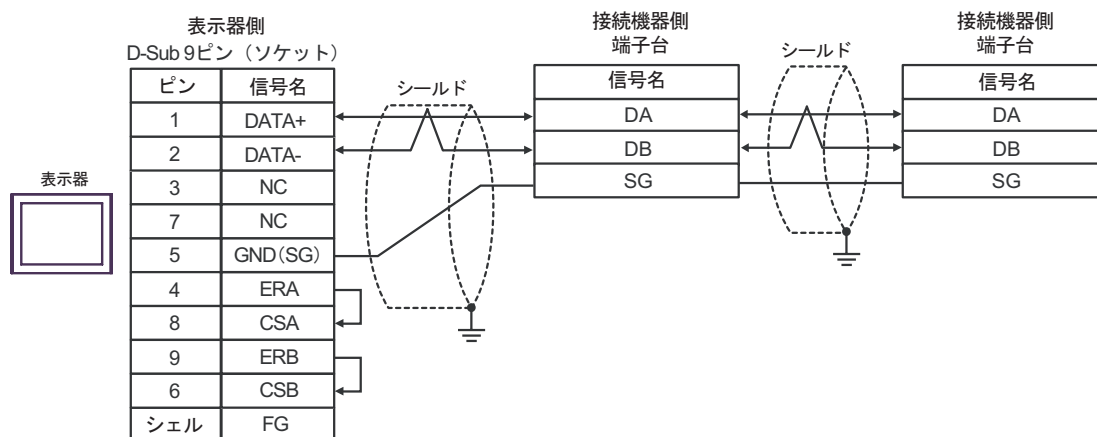 表示器側
D-Sub 9ピン（ソケット）
ピン 信号名
1 DATA+
2 DATA-
3 NC
7 NC
5 GND(SG)
4 ERA
8 CSA
9 ERB
6 CSB
シェル FG
表示器
シールド
接続機器側
端子台
信号名
DA
DB
SG
シールド
接続機器側
端子台
信号名
DA
DB
SG